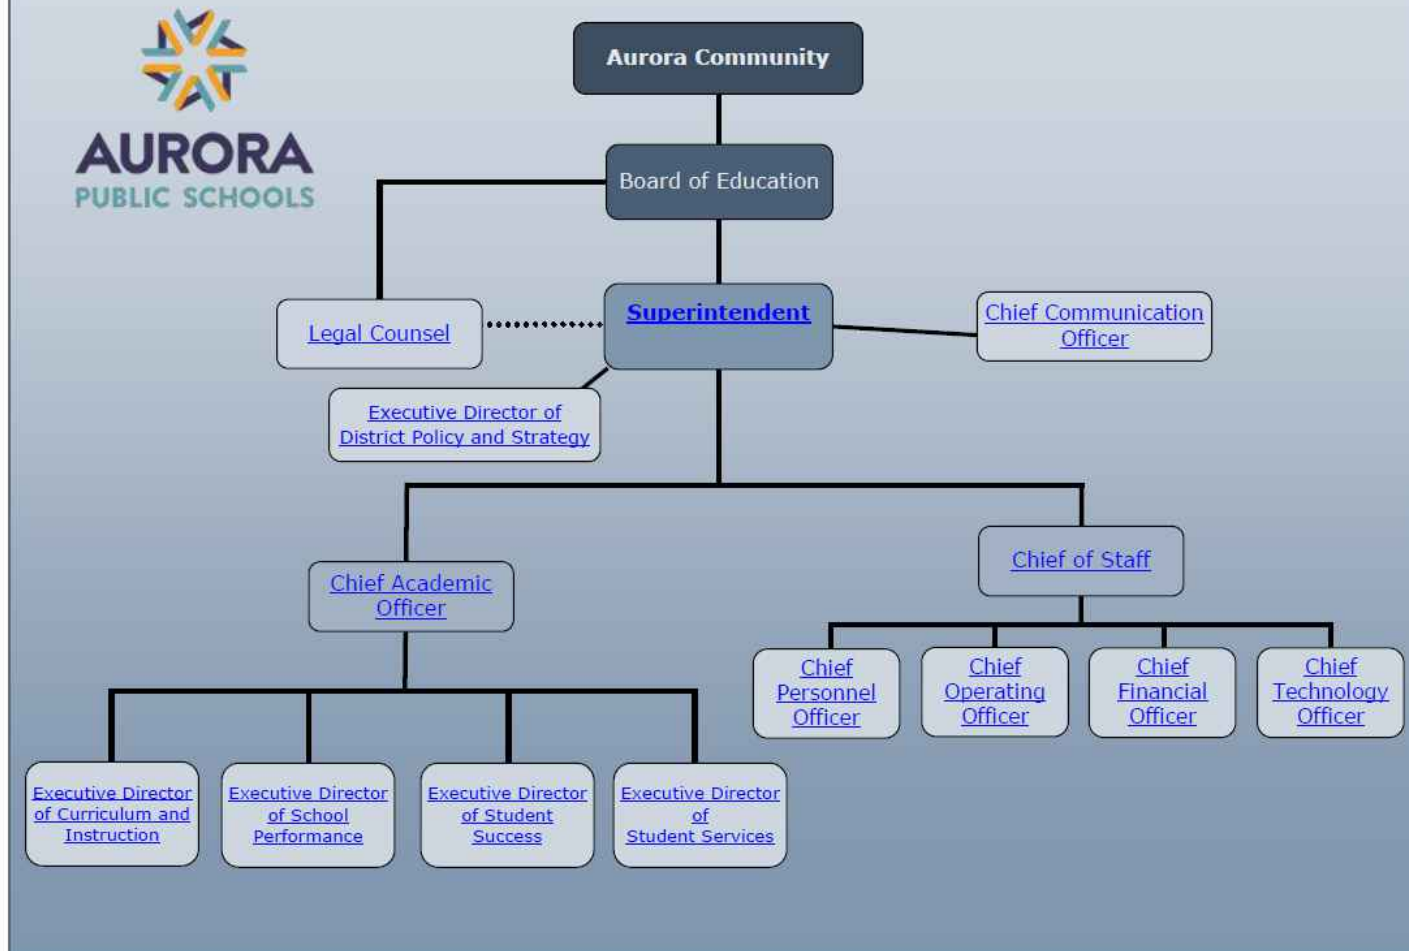 AURORA
PUBLIC SCHOOLS
Aurora Community
Board of Education
Legal Counsel
Superintendent
Chief Communication
Officer
Executive Director of
District Policy and Strategy
Chief Academic
Officer
Chief of Staff
Chief
Personnel
Officer
Chief
Operating
Officer
Chief
Financial
Officer
Chief
Technology
Officer
Executive Director
of Curriculum and
Instruction
Executive Director
of School
Performance
Executive Director
of Student
Success
Executive Director
of
Student Services